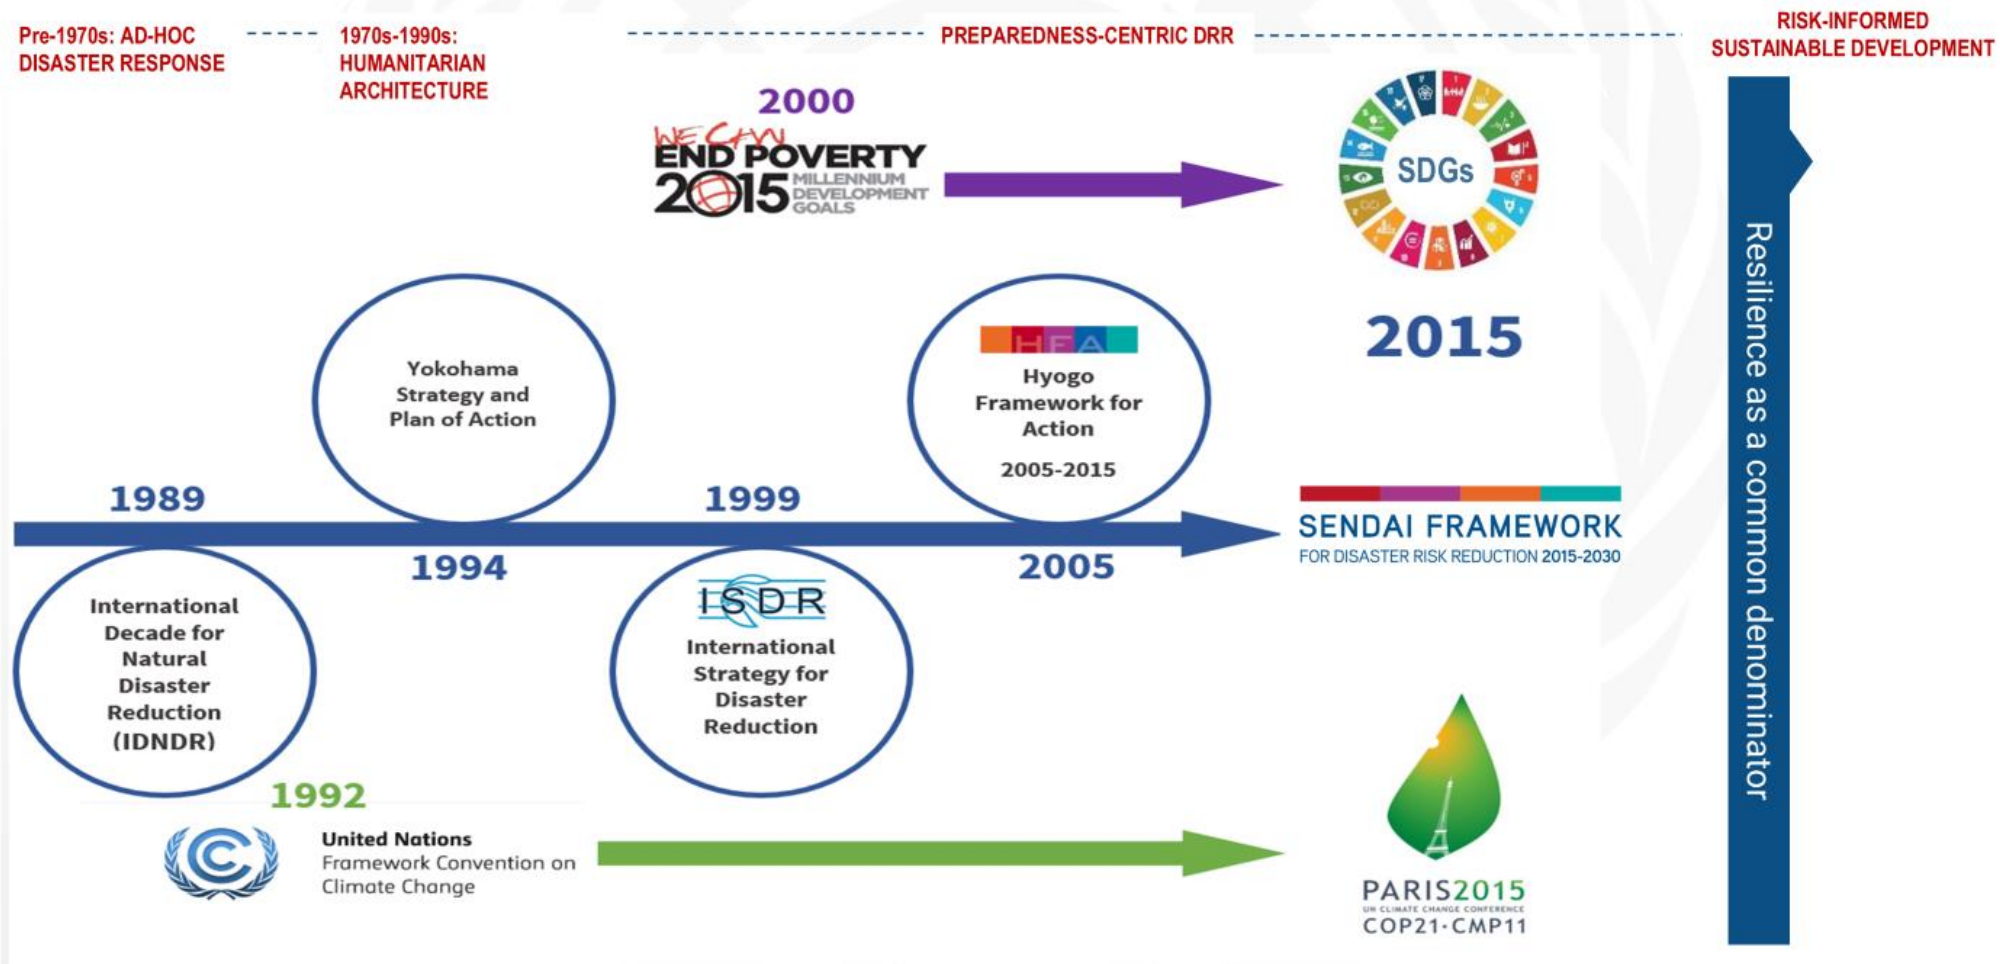 Pre-1970s: AD-HOC
DISASTER RESPONSE
1970s-1990s:
HUMANITARIAN
ARCHITECTURE
PREPAREDNESS-CENTRIC DRR
RISK-INFORMED
SUSTAINABLE DEVELOPMENT
2000
WE CAN
END POVERTY
2015
MILLENNIUM
DEVELOPMENT
GOALS
SDGs
2015
Yokohama
Strategy and
Plan of Action
HFA
Hyogo
Framework for
Action
2005-2015
1989
1999
1994
2005
SENDAI FRAMEWORK
FOR DISASTER RISK REDUCTION 2015-2030
International
Decade for
Natural
Disaster
Reduction
(IDNDR)
ISDR
International
Strategy for
Disaster
Reduction
1992
United Nations
Framework Convention on
Climate Change
PARIS2015
UN CLIMATE CHANGE CONFERENCE
COP21·CMP11
Resilience as a common denominator